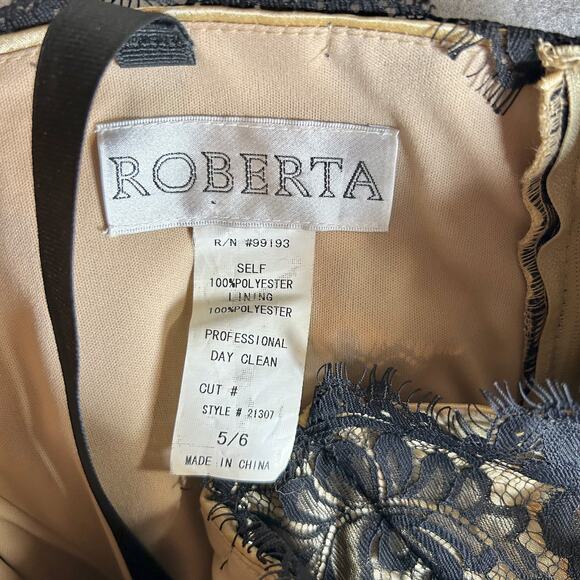 ROBERTA
R/N #99193
SELF
100%POLYESTER
LINING
100%POLYESTER
PROFESSIONAL
DAY CLEAN
CUT #
STYLE # 21307
5/6
MADE IN CHINA